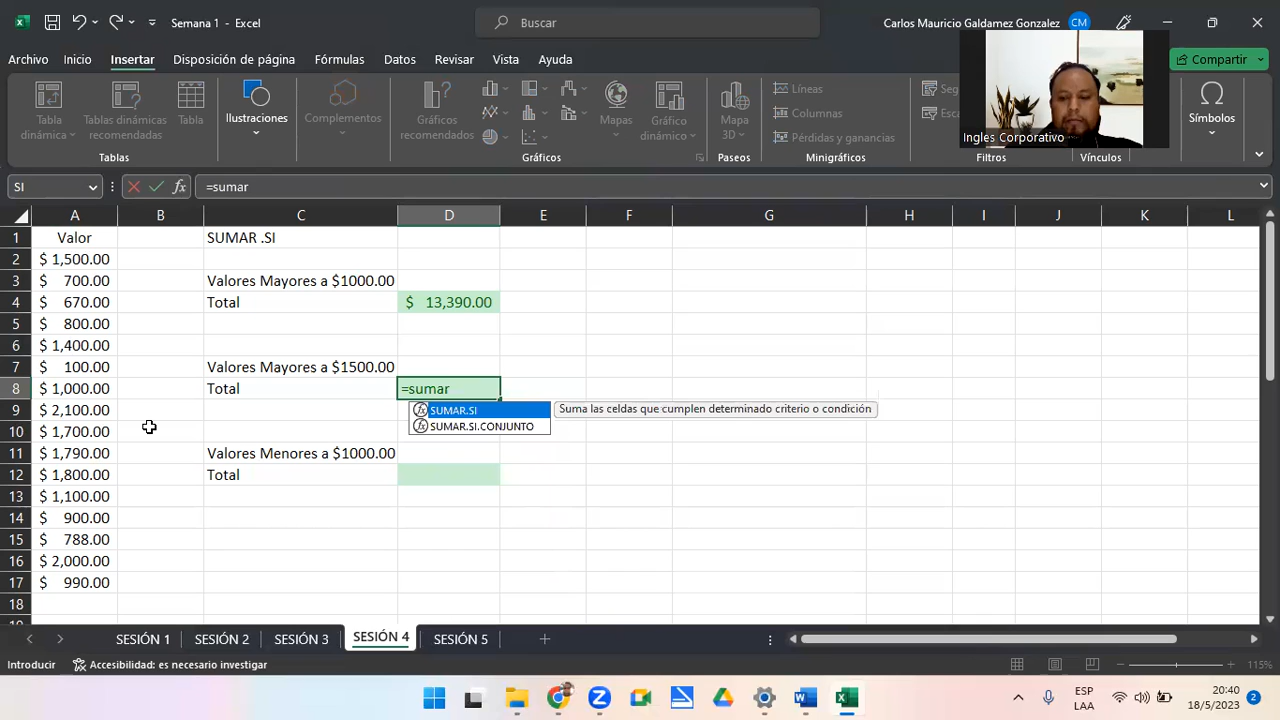 Semana 1 - Excel
Buscar
Carlos Mauricio Galdamez Gonzalez
CM
Archivo
Inicio
Insertar
Disposición de página
Fórmulas
Datos
Revisar
Vista
Ayuda
Compartir
Tabla dinámica
Tablas dinámicas recomendadas
Tabla
Tablas
Ilustraciones
Complementos
Gráficos recomendados
Mapas
Gráfico dinámico
Gráficos
Mapa 3D
Paseos
Líneas
Columnas
Pérdidas y ganancias
Minigráficos
Filtros
Vínculos
Símbolos
Ingles Corporativo
SI
fx
=sumar
A B C D E F G H I J K L
1 Valor SUMAR .SI
2 $ 1,500.00
3 $ 700.00 Valores Mayores a $1000.00
4 $ 670.00 Total $ 13,390.00
5 $ 800.00
6 $ 1,400.00
7 $ 100.00 Valores Mayores a $1500.00
8 $ 1,000.00 Total =sumar
9 $ 2,100.00 SUMAR.SI Suma las celdas que cumplen determinado criterio o condición
10 $ 1,700.00 SUMAR.SI.CONJUNTO
11 $ 1,790.00 Valores Menores a $1000.00
12 $ 1,800.00 Total
13 $ 1,100.00
14 $ 900.00
15 $ 788.00
16 $ 2,000.00
17 $ 990.00
18
SESIÓN 1 SESIÓN 2 SESIÓN 3 SESIÓN 4 SESIÓN 5
Introducir
Accesibilidad: es necesario investigar
115%
ESP
LAA
20:40
18/5/2023
2